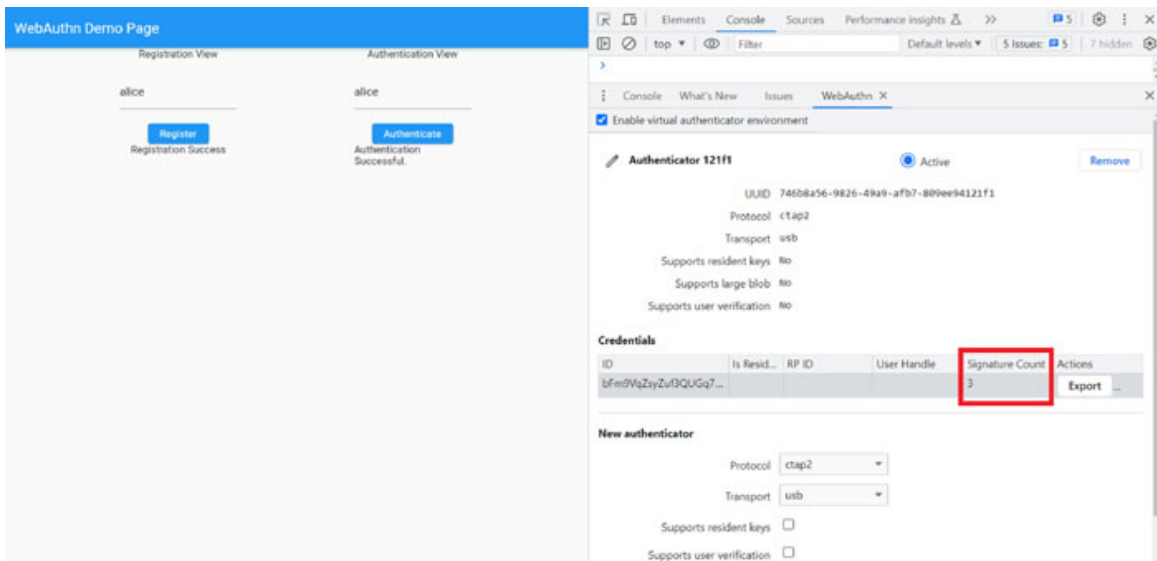 WebAuthn Demo Page
Registration View
Authentication View
alice
alice
Register
Authenticate
Registration Success
Authentication
Successful.
Elements Console Sources Performance insights » 5
top Filter Default levels 5 Issues: 5 7 hidden
>
Console What's New Issues WebAuthn
Enable virtual authenticator environment
Authenticator 121f1 Active Remove
UUID 746b8a56-9826-49a9-afb7-809ee94121f1
Protocol ctap2
Transport usb
Supports resident keys No
Supports large blob No
Supports user verification No
Credentials
ID Is Resid... RP ID User Handle Signature Count Actions
bFm9VqZsyZuf3QUGq7... 3 Export ...
New authenticator
Protocol ctap2
Transport usb
Supports resident keys
Supports user verification